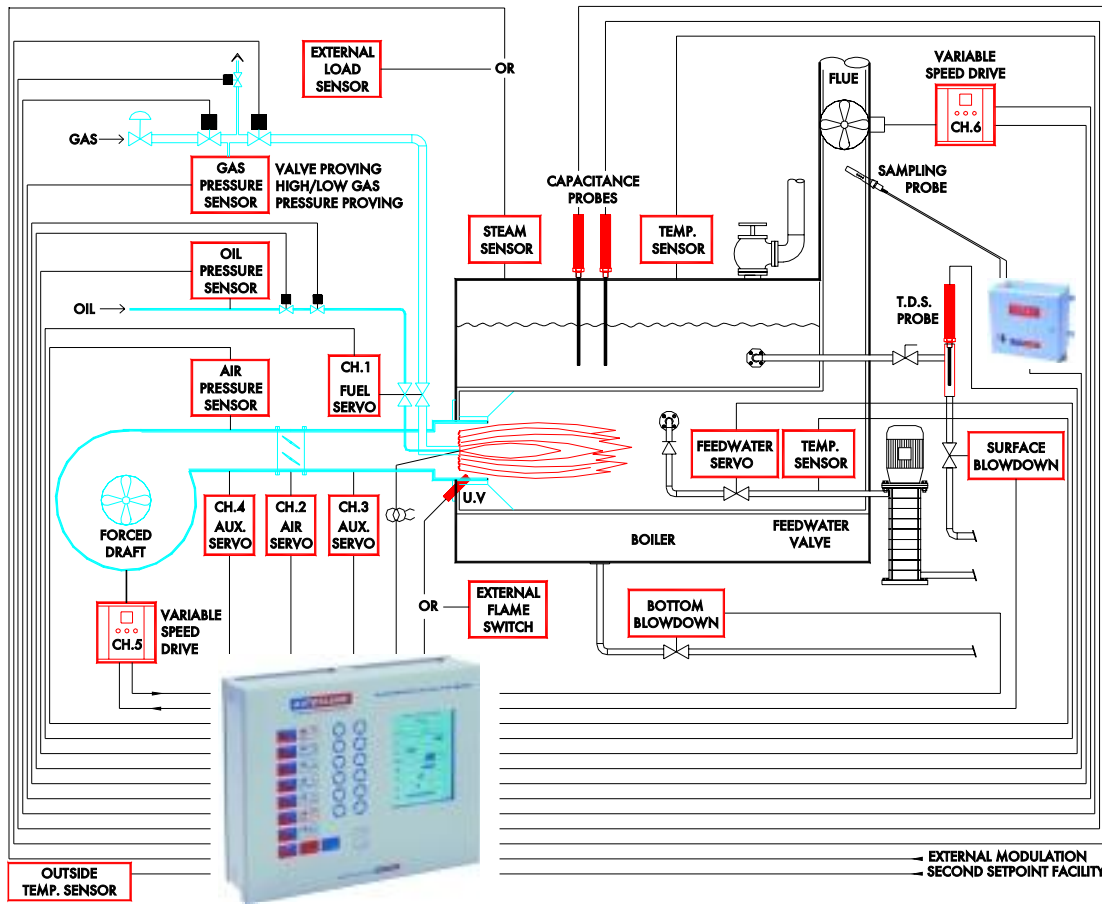 EXTERNAL
LOAD
SENSOR
OR
VARIABLE
SPEED DRIVE
CH.6
FLUE
GAS
GAS
PRESSURE
SENSOR
VALVE PROVING
HIGH/LOW GAS
PRESSURE PROVING
CAPACITANCE
PROBES
SAMPLING
PROBE
STEAM
SENSOR
TEMP.
SENSOR
OIL
PRESSURE
SENSOR
OIL
T.D.S.
PROBE
AIR
PRESSURE
SENSOR
CH.1
FUEL
SERVO
FEEDWATER
SERVO
TEMP.
SENSOR
SURFACE
BLOWDOWN
U.V
CH.4
AUX.
SERVO
CH.2
AIR
SERVO
CH.3
AUX.
SERVO
FORCED
DRAFT
BOILER
FEEDWATER
VALVE
OR
EXTERNAL
FLAME
SWITCH
BOTTOM
BLOWDOWN
CH.5
VARIABLE
SPEED
DRIVE
EXTERNAL MODULATION
SECOND SETPOINT FACILITY
OUTSIDE
TEMP. SENSOR